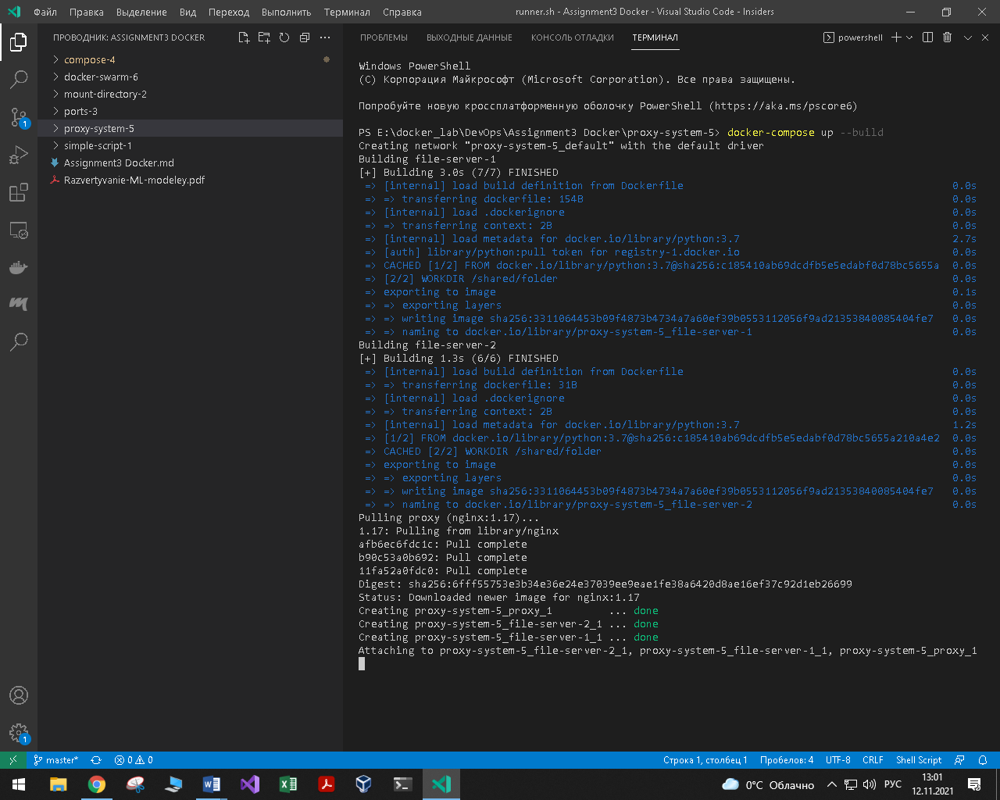 Файл Правка Выделение Вид Переход Выполнить Терминал Справка runner.sh - Assignment3 Docker - Visual Studio Code - Insiders
ПРОВОДНИК: ASSIGNMENT3 DOCKER
compose-4
docker-swarm-6
mount-directory-2
ports-3
proxy-system-5
simple-script-1
Assignment3 Docker.md
Razvertyvanie-ML-modeley.pdf
1
1
ПРОБЛЕМЫ ВЫХОДНЫЕ ДАННЫЕ КОНСОЛЬ ОТЛАДКИ ТЕРМИНАЛ powershell
Windows PowerShell
(C) Корпорация Майкрософт (Microsoft Corporation). Все права защищены.
Попробуйте новую кроссплатформенную оболочку PowerShell (https://aka.ms/pscore6)
PS E:\docker_lab\DevOps\Assignment3 Docker\proxy-system-5> docker-compose up --build
Creating network "proxy-system-5_default" with the default driver
Building file-server-1
[+] Building 3.0s (7/7) FINISHED
=> [internal] load build definition from Dockerfile 0.0s
=> => transferring dockerfile: 154B 0.0s
=> [internal] load .dockerignore 0.0s
=> => transferring context: 2B 0.0s
=> [internal] load metadata for docker.io/library/python:3.7 2.7s
=> [auth] library/python:pull token for registry-1.docker.io 0.0s
=> CACHED [1/2] FROM docker.io/library/python:3.7@sha256:c185410ab69dcdfb5e5edabf0d78bc5655a 0.0s
=> [2/2] WORKDIR /shared/folder 0.0s
=> exporting to image 0.1s
=> => exporting layers 0.0s
=> => writing image sha256:3311064453b09f4873b4734a7a60ef39b0553112056f9ad21353840085404fe7 0.0s
=> => naming to docker.io/library/proxy-system-5_file-server-1 0.0s
Building file-server-2
[+] Building 1.3s (6/6) FINISHED
=> [internal] load build definition from Dockerfile 0.0s
=> => transferring dockerfile: 31B 0.0s
=> [internal] load .dockerignore 0.0s
=> => transferring context: 2B 0.0s
=> [internal] load metadata for docker.io/library/python:3.7 1.2s
=> [1/2] FROM docker.io/library/python:3.7@sha256:c185410ab69dcdfb5e5edabf0d78bc5655a210a4e2 0.0s
=> CACHED [2/2] WORKDIR /shared/folder 0.0s
=> exporting to image 0.0s
=> => exporting layers 0.0s
=> => writing image sha256:3311064453b09f4873b4734a7a60ef39b0553112056f9ad21353840085404fe7 0.0s
=> => naming to docker.io/library/proxy-system-5_file-server-2 0.0s
Pulling proxy (nginx:1.17)...
1.17: Pulling from library/nginx
afb6ec6fdc1c: Pull complete
b90c53a0b692: Pull complete
11fa52a0fdc0: Pull complete
Digest: sha256:6fff55753e3b34e36e24e37039ee9eae1fe38a6420d8ae16ef37c92d1eb26699
Status: Downloaded newer image for nginx:1.17
Creating proxy-system-5_proxy_1 ... done
Creating proxy-system-5_file-server-2_1 ... done
Creating proxy-system-5_file-server-1_1 ... done
Attaching to proxy-system-5_file-server-2_1, proxy-system-5_file-server-1_1, proxy-system-5_proxy_1
master* 0 0 Строка 1, столбец 1 Пробелов: 4 UTF-8 CRLF Shell Script
0°C Облачно РУС 13:01
12.11.2021